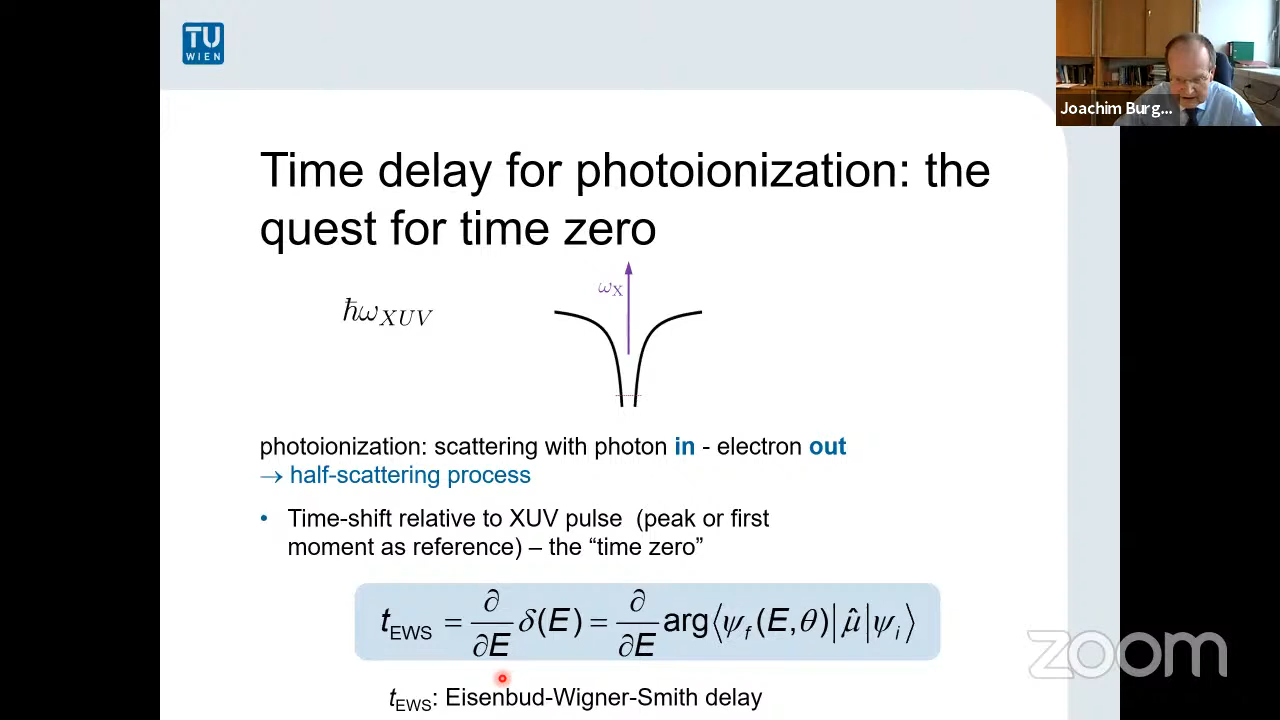 TU
WIEN
Joachim Burg...
Time delay for photoionization: the
quest for time zero
ħω_XUV
ω_X
photoionization: scattering with photon in - electron out
→ half-scattering process
• Time-shift relative to XUV pulse (peak or first
moment as reference) – the “time zero”
t_EWS = ∂/∂E δ(E) = ∂/∂E arg⟨ψ_f(E,θ)|μ̂|ψ_i⟩
zoom
t_EWS: Eisenbud-Wigner-Smith delay